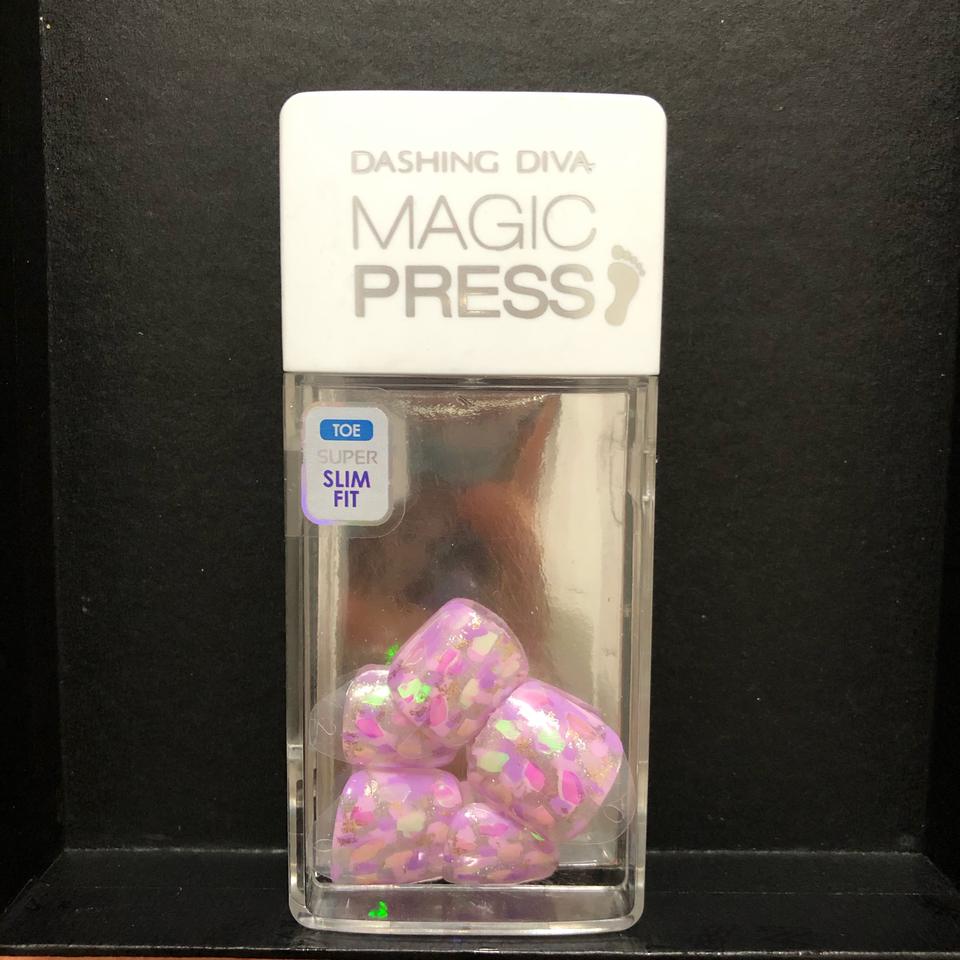 DASHING DIVA
MAGIC
PRESS
TOE
SUPER
SLIM
FIT